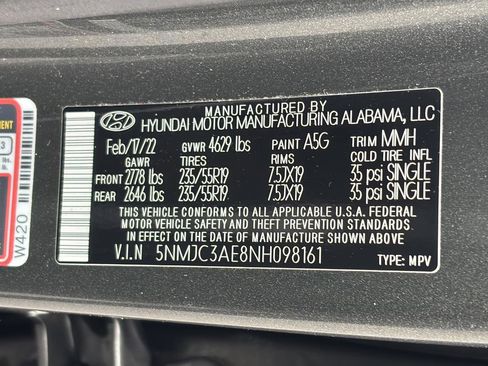 MANUFACTURED BY
HYUNDAI MOTOR MANUFACTURING ALABAMA, LLC
Feb/17/22 GVWR 4629 lbs PAINT A5G TRIM MMH
GAWR TIRES RIMS COLD TIRE INFL
FRONT 2778 lbs 235/55R19 7.5JX19 35 psi SINGLE
REAR 2646 lbs 235/55R19 7.5JX19 35 psi SINGLE
THIS VEHICLE CONFORMS TO ALL APPLICABLE U.S.A. FEDERAL
MOTOR VEHICLE SAFETY AND THEFT PREVENTION STANDARDS
IN EFFECT ON THE DATE OF MANUFACTURE SHOWN ABOVE.
V.I.N 5NMJC3AE8NH098161 TYPE: MPV
3
lbs.
W420